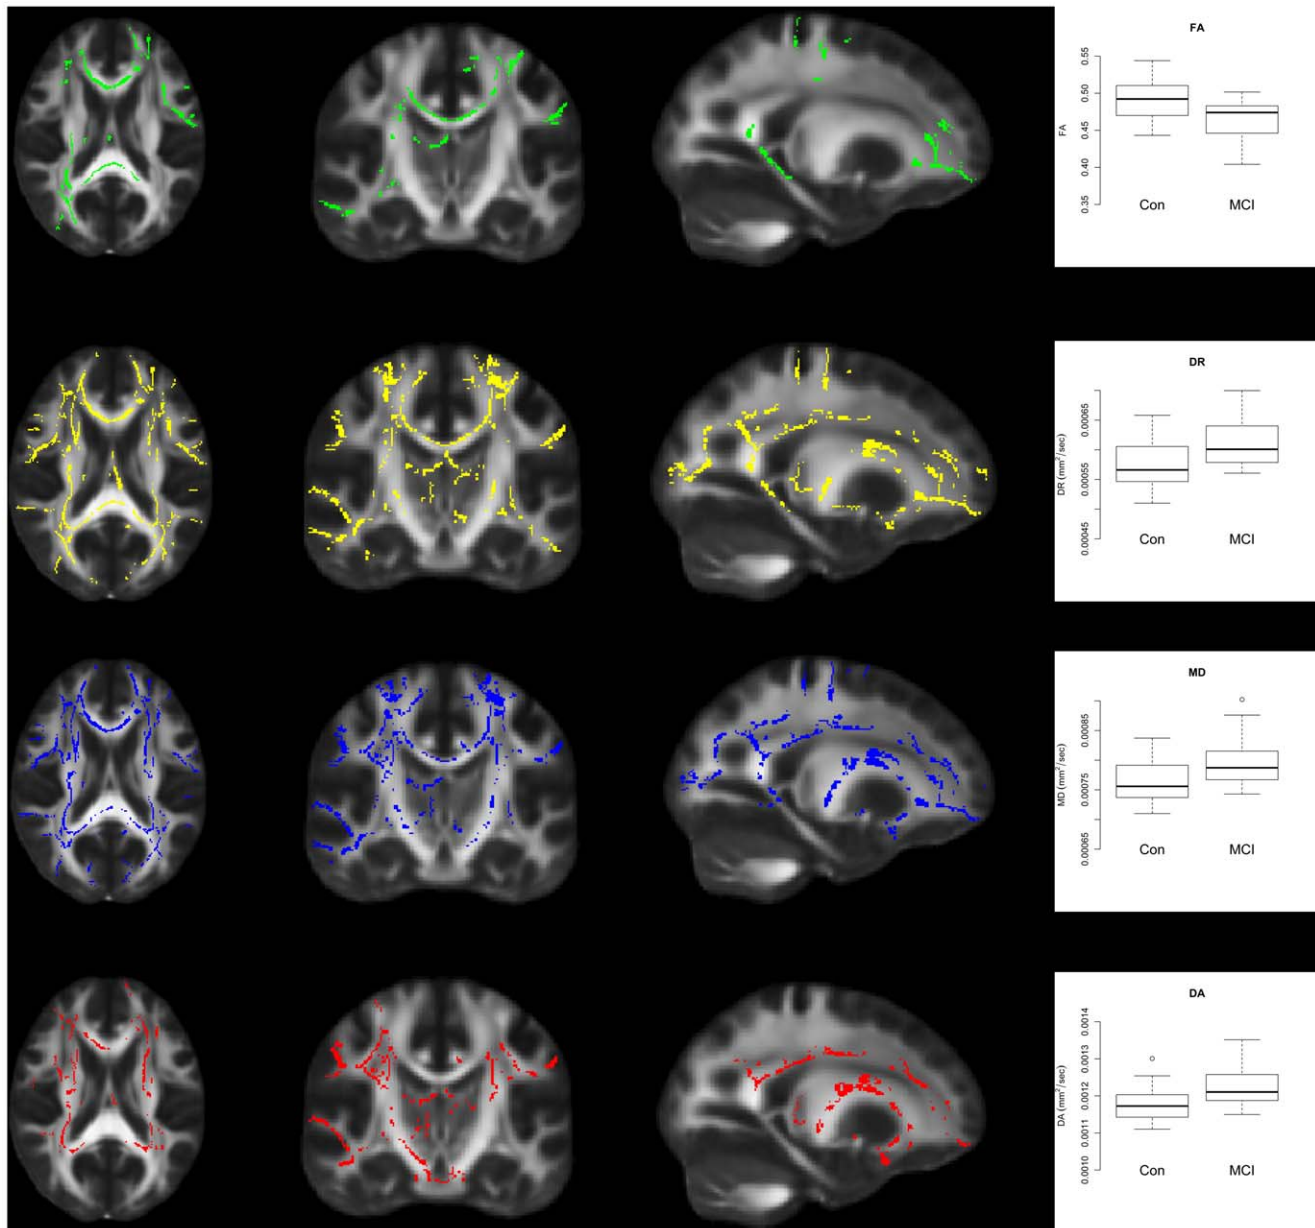 FA
FA
0.55
0.50
0.45
0.40
0.35
Con MCI
DR
DR (mm²/sec)
0.00065
0.00055
0.00045
Con MCI
MD
MD (mm²/sec)
0.00085
0.00075
0.00065
Con MCI
DA
DA (mm²/sec)
0.0014
0.0013
0.0012
0.0011
0.0010
Con MCI